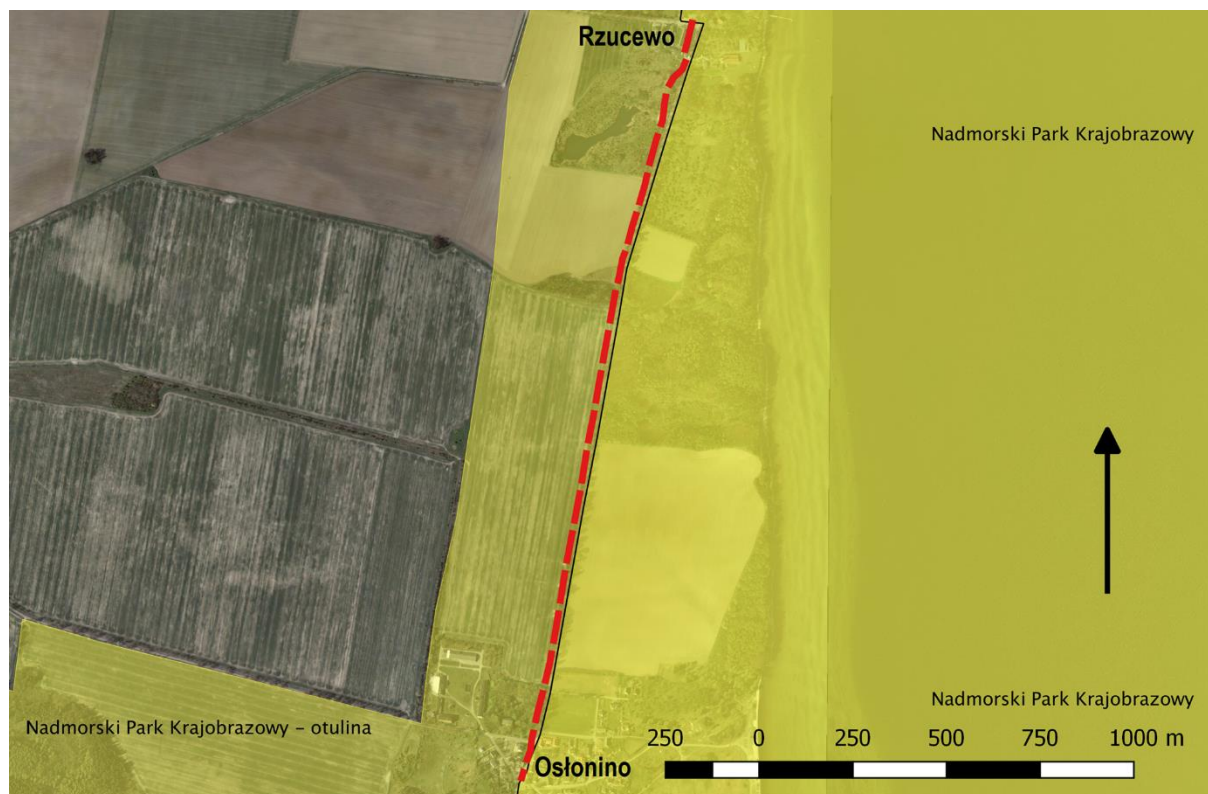 Rzucewo
Nadmorski Park Krajobrazowy
Nadmorski Park Krajobrazowy
Nadmorski Park Krajobrazowy – otulina
250 0 250 500 750 1000 m
Osłonino